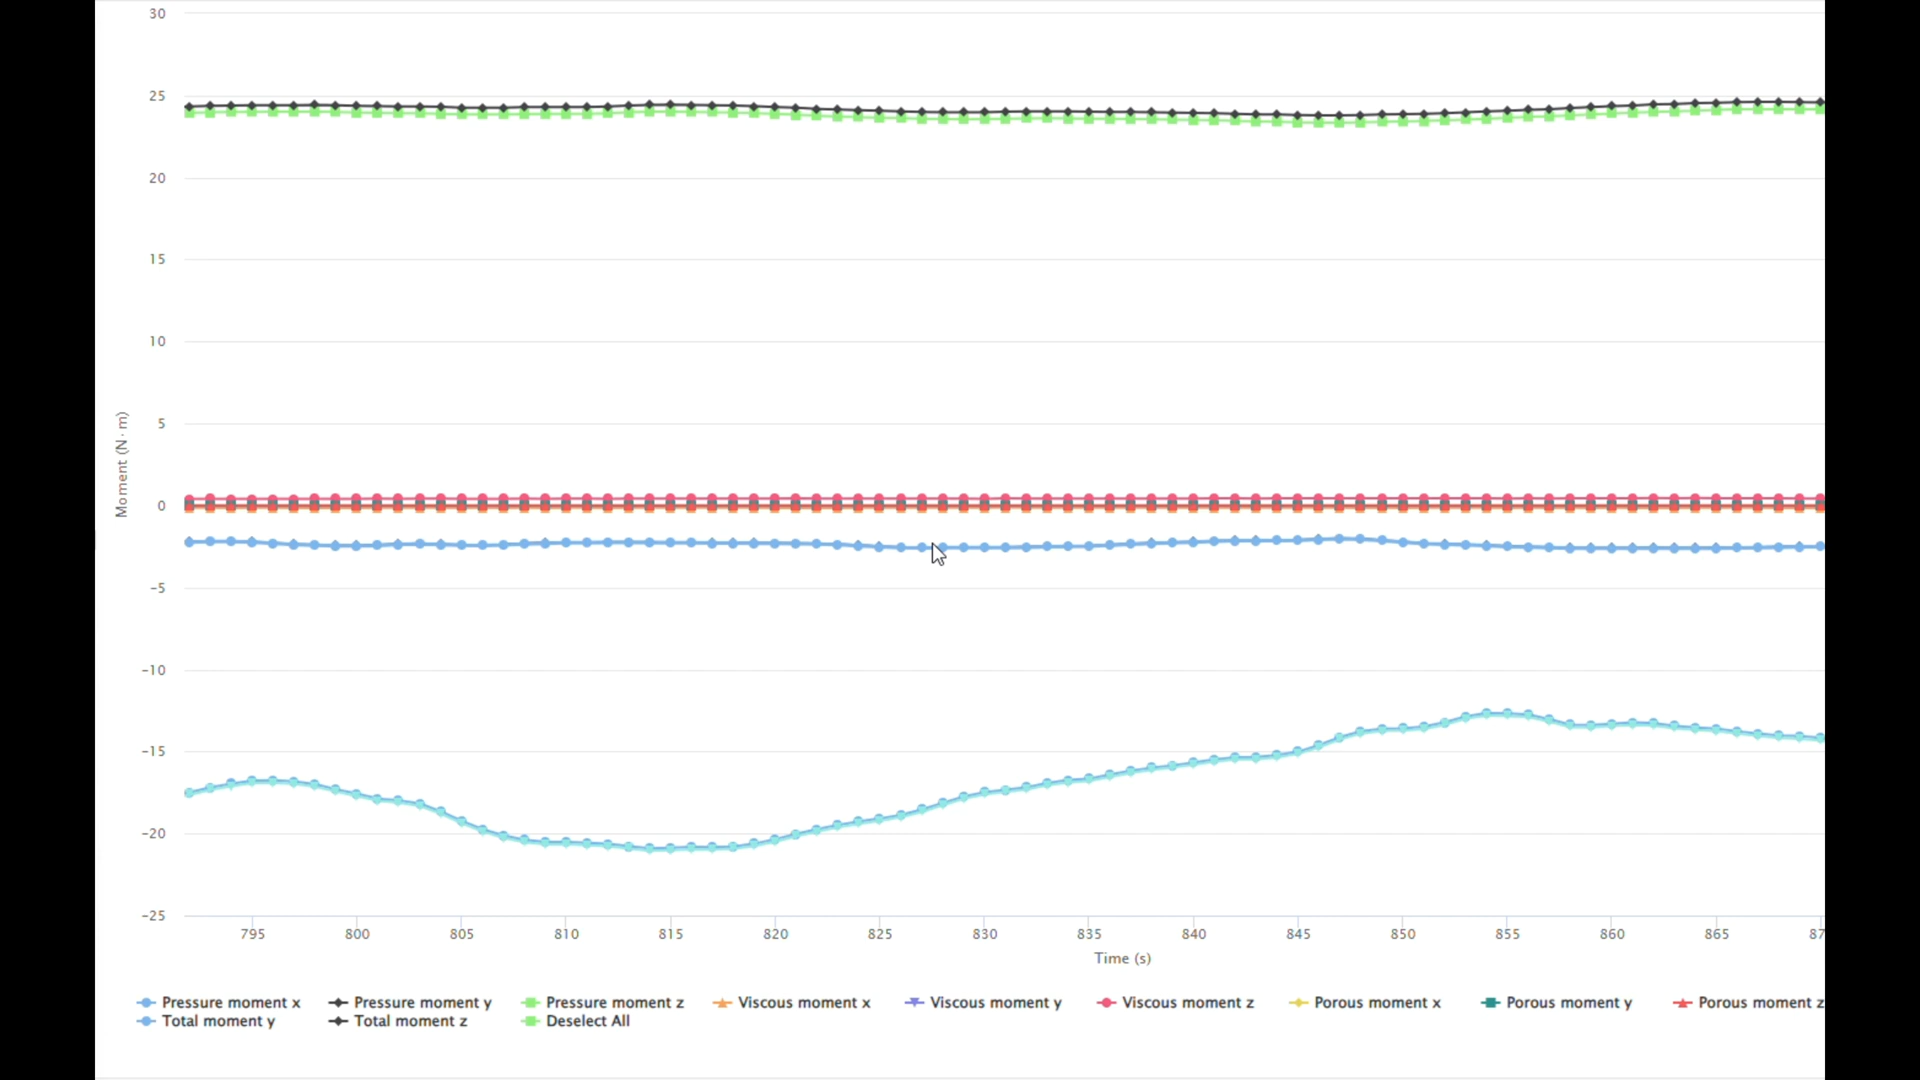 30
25
20
15
10
5
0
-5
-10
-15
-20
-25
Moment (N · m)
795 800 805 810 815 820 825 830 835 840 845 850 855 860 865 87
Time (s)
Pressure moment x Pressure moment y Pressure moment z Viscous moment x Viscous moment y Viscous moment z Porous moment x Porous moment y Porous moment z
Total moment y Total moment z Deselect All